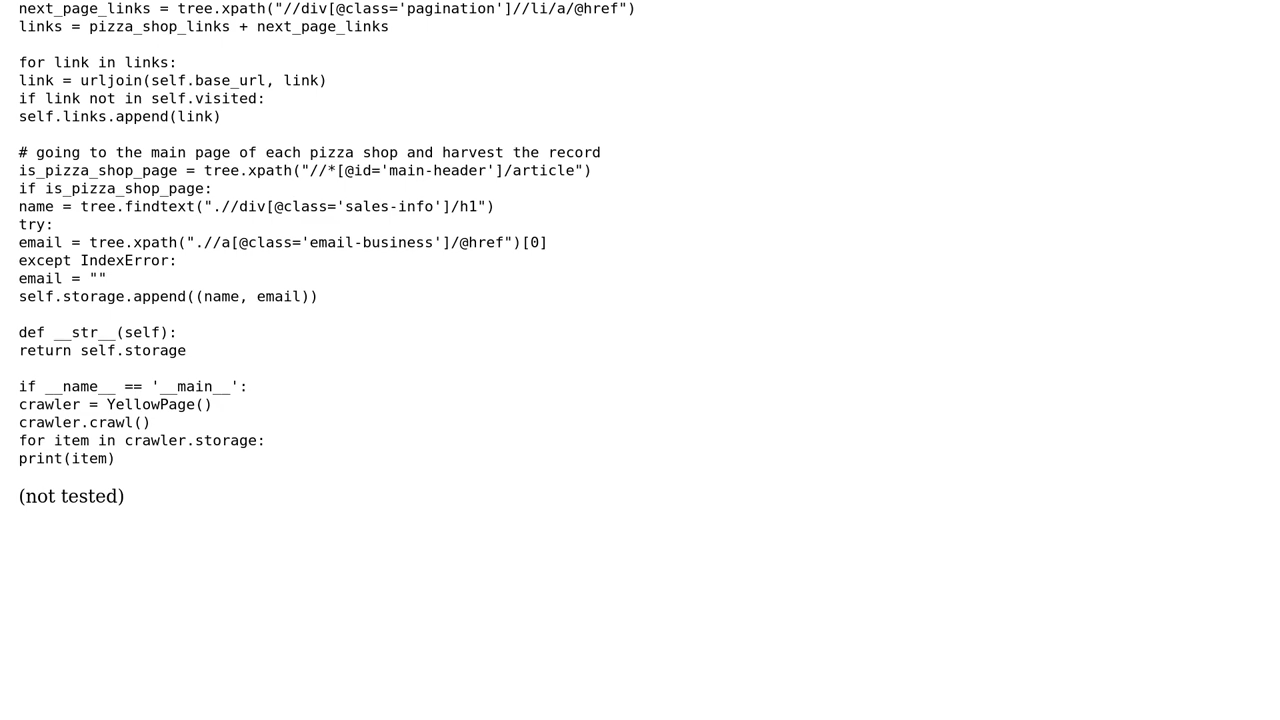 next_page_links = tree.xpath("//div[@class='pagination']//li/a/@href")
links = pizza_shop_links + next_page_links

for link in links:
link = urljoin(self.base_url, link)
if link not in self.visited:
self.links.append(link)

# going to the main page of each pizza shop and harvest the record
is_pizza_shop_page = tree.xpath("//*[@id='main-header']/article")
if is_pizza_shop_page:
name = tree.findtext(".//div[@class='sales-info']/h1")
try:
email = tree.xpath(".//a[@class='email-business']/@href")[0]
except IndexError:
email = ""
self.storage.append((name, email))

def __str__(self):
return self.storage

if __name__ == '__main__':
crawler = YellowPage()
crawler.crawl()
for item in crawler.storage:
print(item)

(not tested)